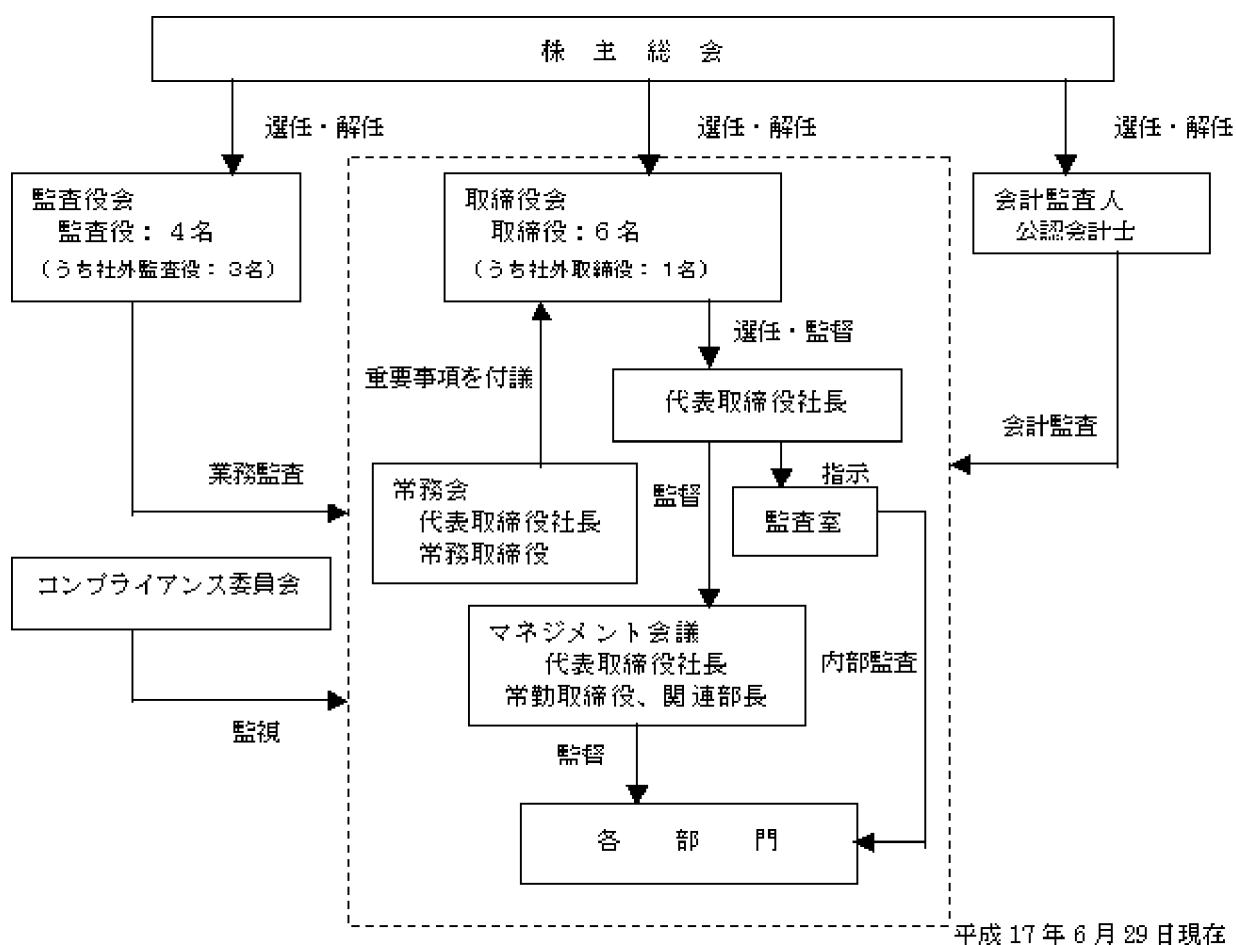 株主総会
選任・解任
選任・解任
選任・解任
監査役会
監査役：4名
（うち社外監査役：3名）
取締役会
取締役：6名
（うち社外取締役：1名）
会計監査人
公認会計士
選任・監督
重要事項を付議
代表取締役社長
会計監査
業務監査
常務会
代表取締役社長
常務取締役
監督
指示
監査室
コンプライアンス委員会
マネジメント会議
代表取締役社長
常勤取締役、関連部長
内部監査
監視
監督
各部門
平成17年6月29日現在